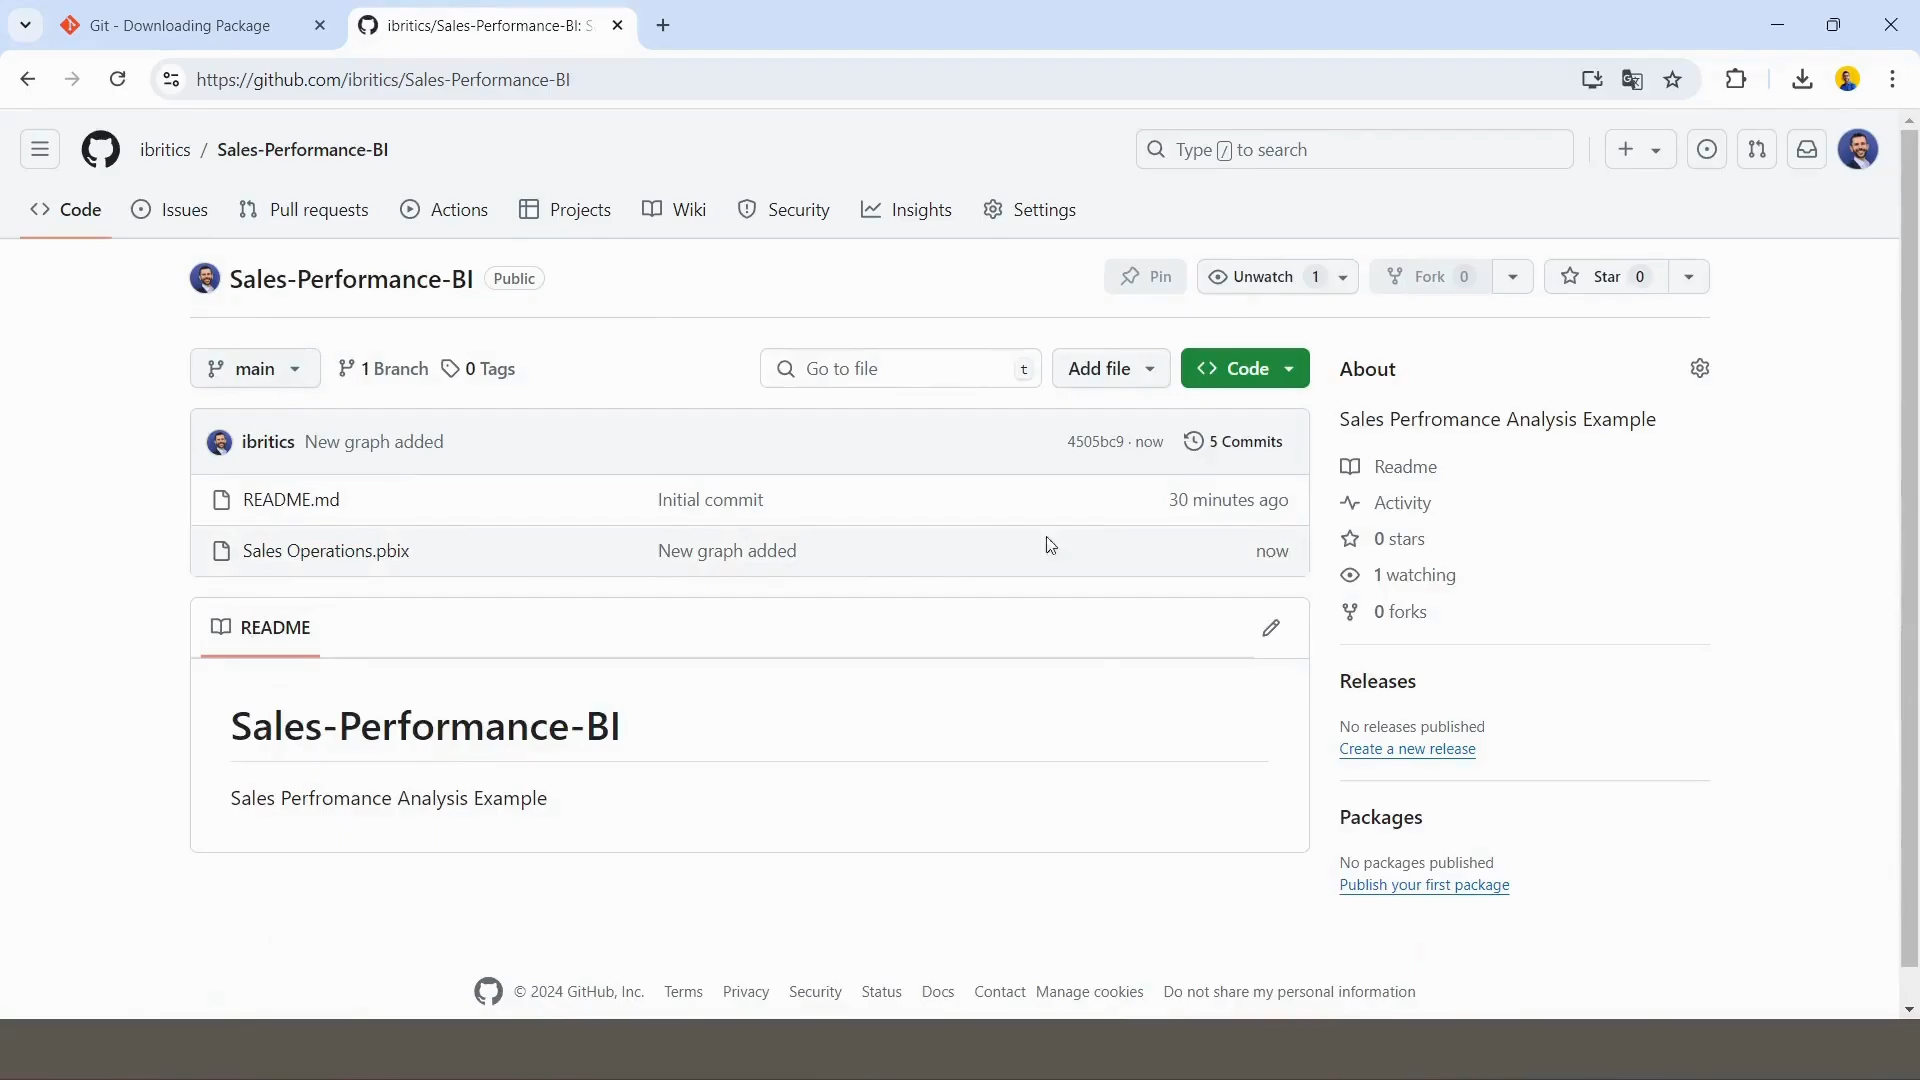 Git - Downloading Package
ibritics/Sales-Performance-BI: S
https://github.com/ibritics/Sales-Performance-BI
ibritics / Sales-Performance-BI
Type / to search
Code Issues Pull requests Actions Projects Wiki Security Insights Settings
Sales-Performance-BI Public
Pin Unwatch 1 Fork 0 Star 0
main 1 Branch 0 Tags Go to file t Add file Code
About
Sales Perfromance Analysis Example
ibritics New graph added 4505bc9 · now 5 Commits
README.md Initial commit 30 minutes ago
Sales Operations.pbix New graph added now
Readme
Activity
0 stars
1 watching
0 forks
README
Sales-Performance-BI
Sales Perfromance Analysis Example
Releases
No releases published
Create a new release
Packages
No packages published
Publish your first package
© 2024 GitHub, Inc. Terms Privacy Security Status Docs Contact Manage cookies Do not share my personal information